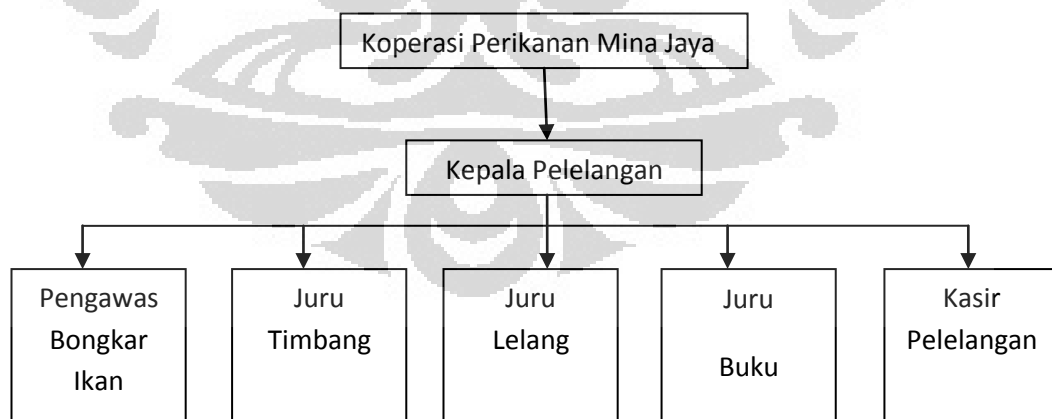 Koperasi Perikanan Mina Jaya
Kepala Pelelangan
Pengawas
Bongkar
Ikan
Juru
Timbang
Juru
Lelang
Juru
Buku
Kasir
Pelelangan